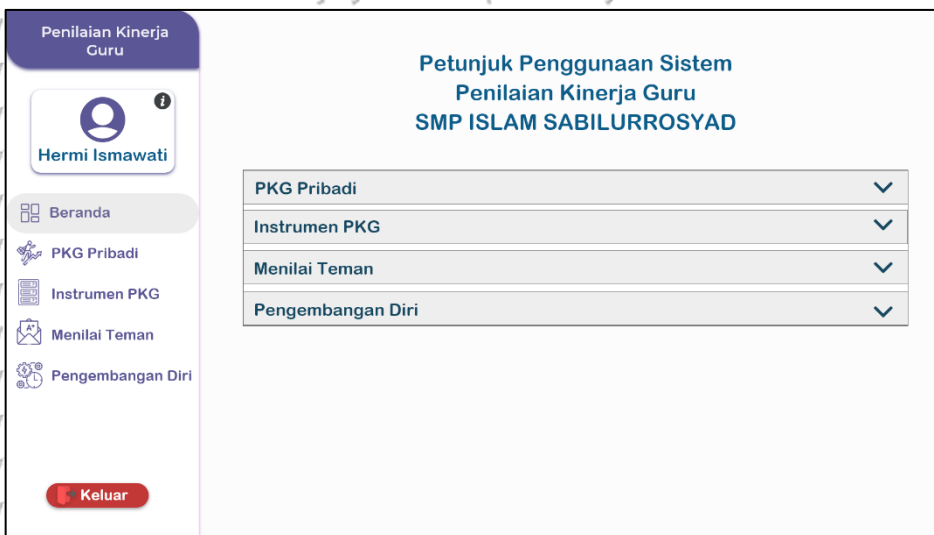 Penilaian Kinerja
Guru
Hermi Ismawati
Beranda
PKG Pribadi
Instrumen PKG
Menilai Teman
Pengembangan Diri
Keluar
Petunjuk Penggunaan Sistem
Penilaian Kinerja Guru
SMP ISLAM SABILURROSYAD
PKG Pribadi
Instrumen PKG
Menilai Teman
Pengembangan Diri